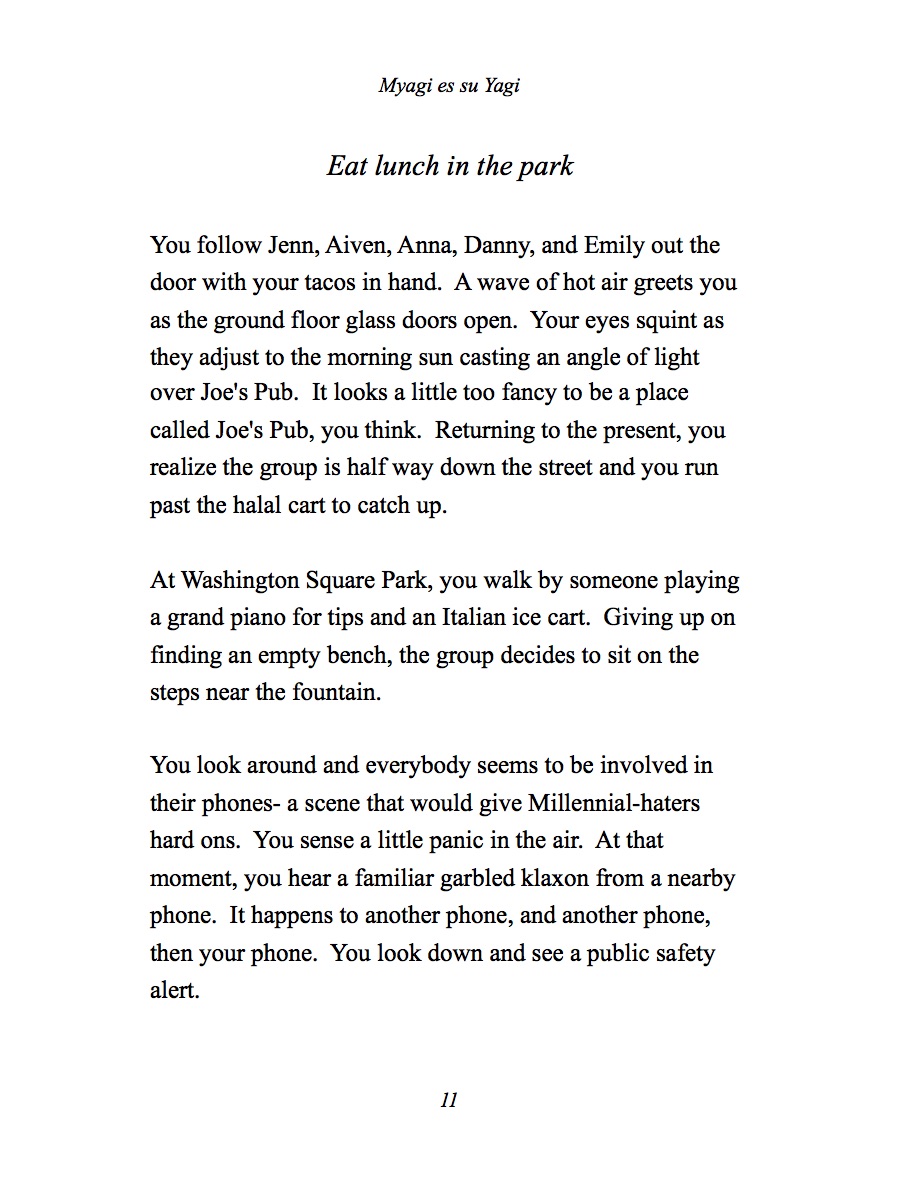 Myagi es su Yagi
Eat lunch in the park
You follow Jenn, Aiven, Anna, Danny, and Emily out the
door with your tacos in hand.  A wave of hot air greets you
as the ground floor glass doors open.  Your eyes squint as
they adjust to the morning sun casting an angle of light
over Joe's Pub.  It looks a little too fancy to be a place
called Joe's Pub, you think.  Returning to the present, you
realize the group is half way down the street and you run
past the halal cart to catch up.
At Washington Square Park, you walk by someone playing
a grand piano for tips and an Italian ice cart.  Giving up on
finding an empty bench, the group decides to sit on the
steps near the fountain.
You look around and everybody seems to be involved in
their phones- a scene that would give Millennial-haters
hard ons.  You sense a little panic in the air.  At that
moment, you hear a familiar garbled klaxon from a nearby
phone.  It happens to another phone, and another phone,
then your phone.  You look down and see a public safety
alert.
11